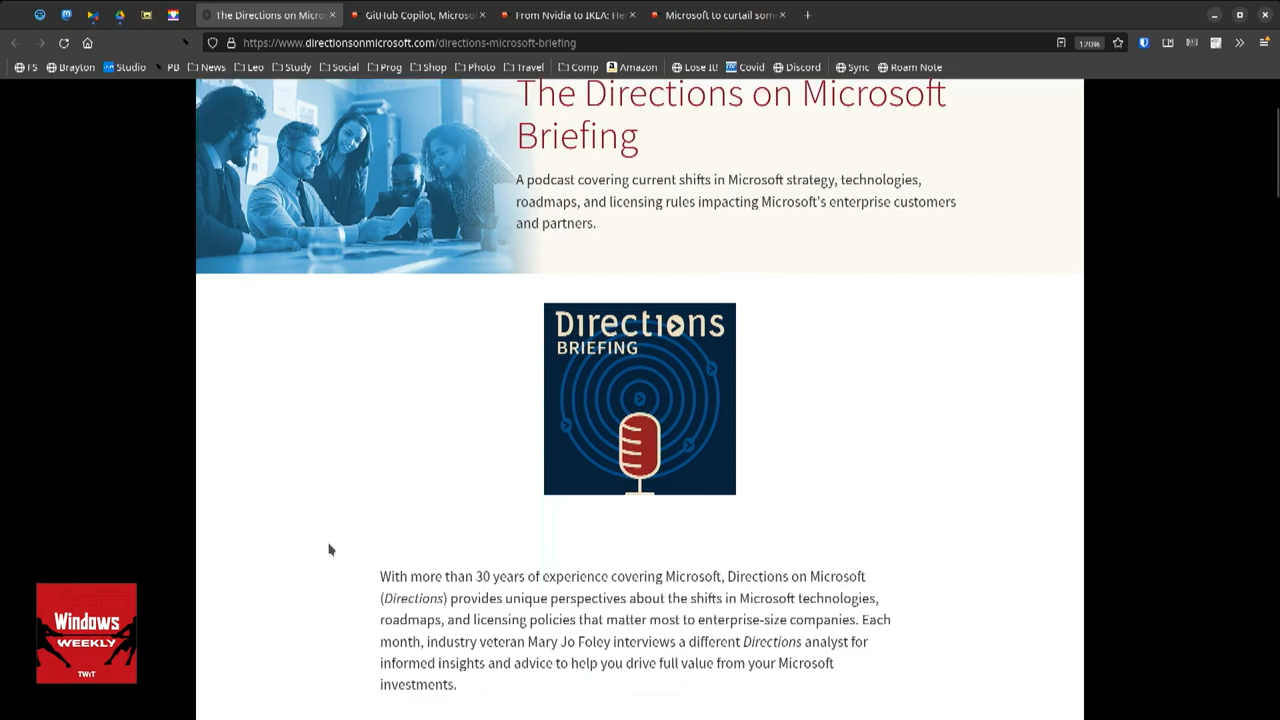 The Directions on Micros
GitHub Copilot, Microso
From Nvidia to IKEA: Her
Microsoft to curtail som
https://www.directionsonmicrosoft.com/directions-microsoft-briefing
120%
FS
Brayton
Studio
PB
News
Leo
Study
Social
Prog
Shop
Photo
Travel
Comp
Amazon
Lose It!
Covid
Discord
Sync
Roam Note
The Directions on Microsoft
Briefing
A podcast covering current shifts in Microsoft strategy, technologies,
roadmaps, and licensing rules impacting Microsoft's enterprise customers
and partners.
Directions
BRIEFING
With more than 30 years of experience covering Microsoft, Directions on Microsoft
(Directions) provides unique perspectives about the shifts in Microsoft technologies,
roadmaps, and licensing policies that matter most to enterprise-size companies. Each
month, industry veteran Mary Jo Foley interviews a different Directions analyst for
informed insights and advice to help you drive full value from your Microsoft
investments.
Windows
WEEKLY
TWiT